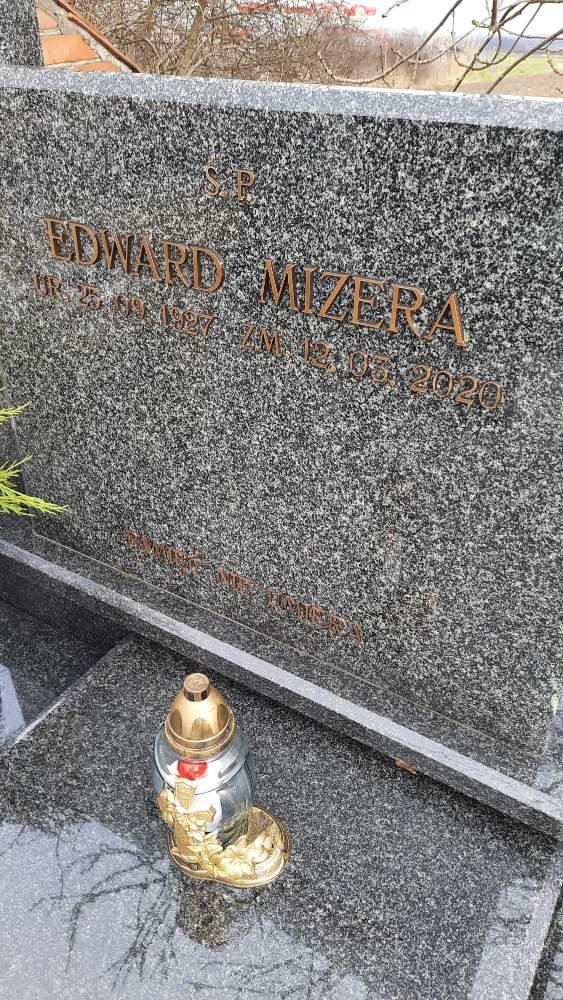 Ś.P.
EDWARD MIZERA
UR. 25.09.1927 ZM. 12.03.2020
PAMIĘĆ NIE UMIERA